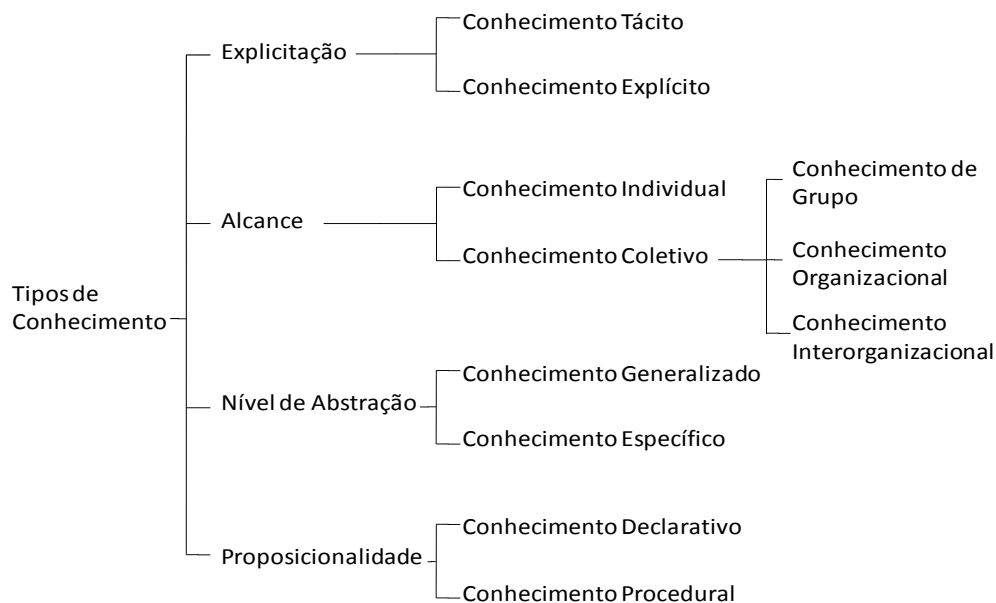 Tipos de
Conhecimento
Explicitação
Conhecimento Tácito
Conhecimento Explícito
Alcance
Conhecimento Individual
Conhecimento Coletivo
Conhecimento de
Grupo
Conhecimento
Organizacional
Conhecimento
Interorganizacional
Nível de Abstração
Conhecimento Generalizado
Conhecimento Específico
Proposicionalidade
Conhecimento Declarativo
Conhecimento Procedural